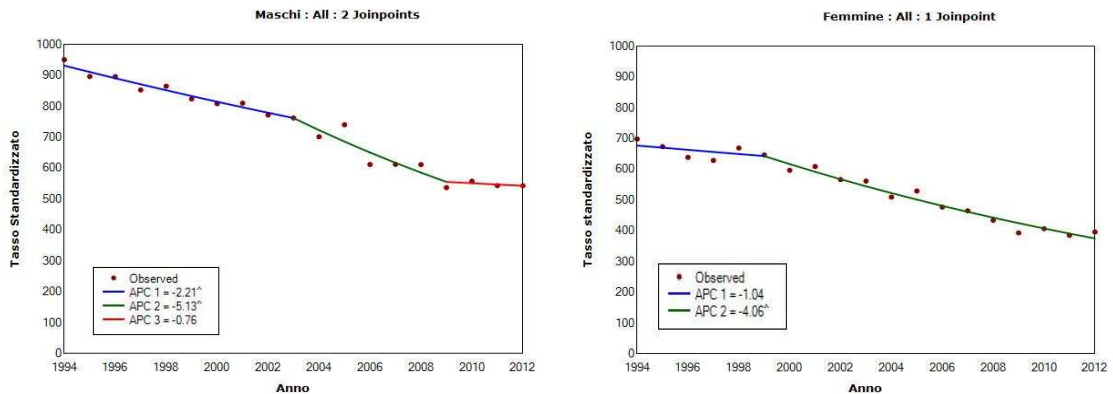 Maschi : All : 2 Joinpoints
1000
900
800
700
600
500
400
300
200
100
0
Tasso Standardizzato
Observed
APC 1 = -2.21^
APC 2 = -5.13^
APC 3 = -0.76
1994 1996 1998 2000 2002 2004 2006 2008 2010 2012
Anno
Femmine : All : 1 Joinpoint
1000
900
800
700
600
500
400
300
200
100
0
Tasso standardizzato
Observed
APC 1 = -1.04
APC 2 = -4.06^
1994 1996 1998 2000 2002 2004 2006 2008 2010 2012
Anno